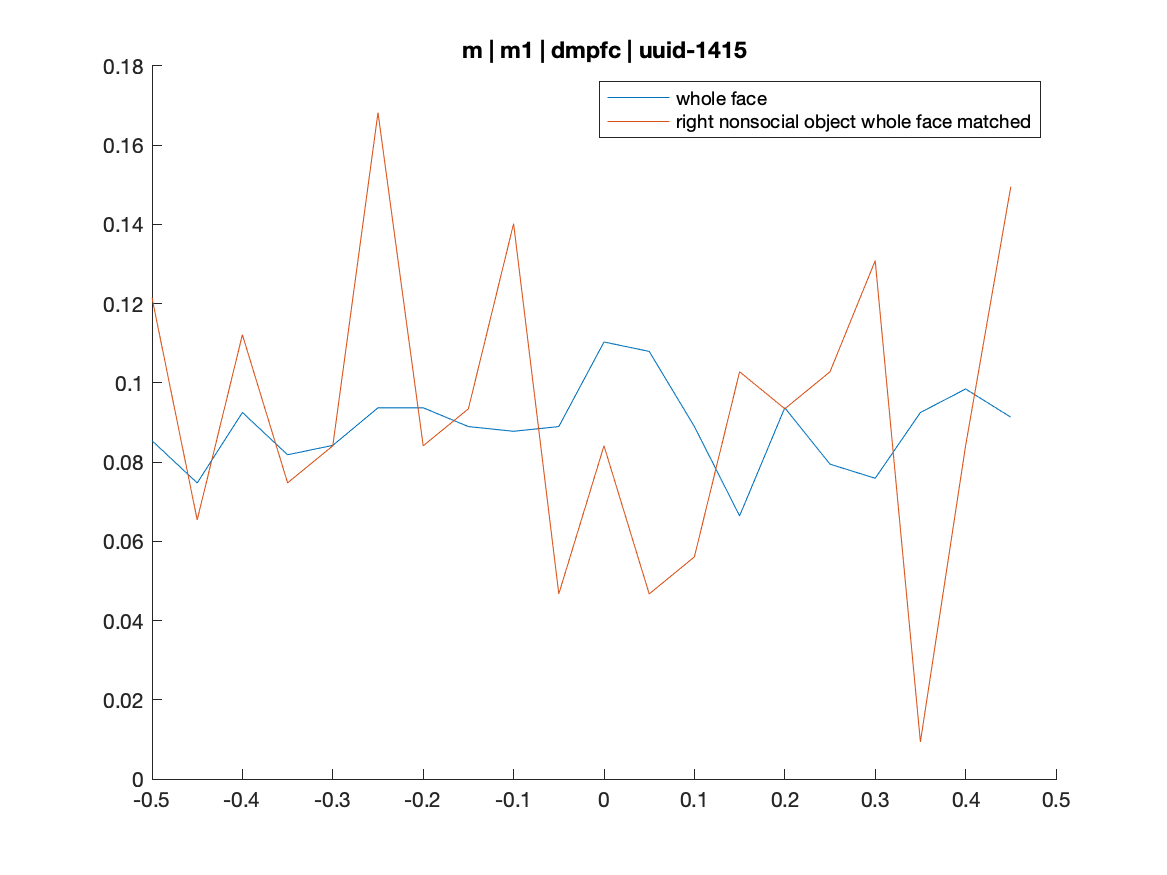 m | m1 | dmpfc | uuid-1415
whole face
right nonsocial object whole face matched
0.18
0.16
0.14
0.12
0.1
0.08
0.06
0.04
0.02
0
-0.5 -0.4 -0.3 -0.2 -0.1 0 0.1 0.2 0.3 0.4 0.5